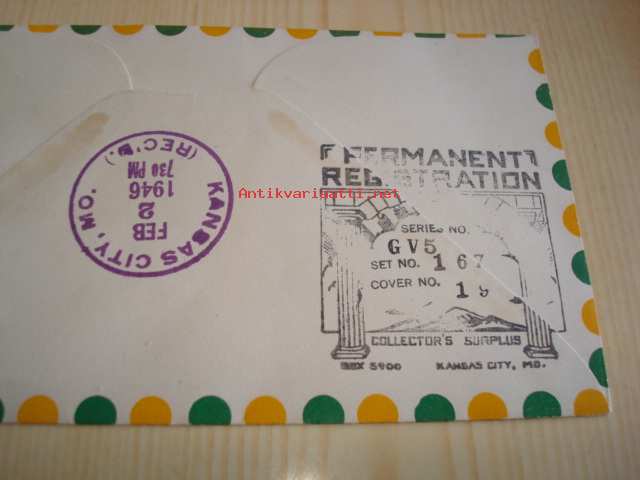 KANSAS CITY, MO.
(REC'D.)
FEB
2
1946
730 PM
PERMANENT
REGISTRATION
Antikvariaatti.net
SERIES NO.
GV5
SET NO. 167
COVER NO. 19
COLLECTOR'S SURPLUS
BOX 5900 KANSAS CITY, MO.